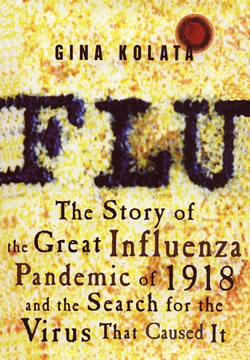 GINA KOLATA
FLU
The Story of
the Great Influenza
Pandemic of 1918
and the Search for the
Virus That Caused It